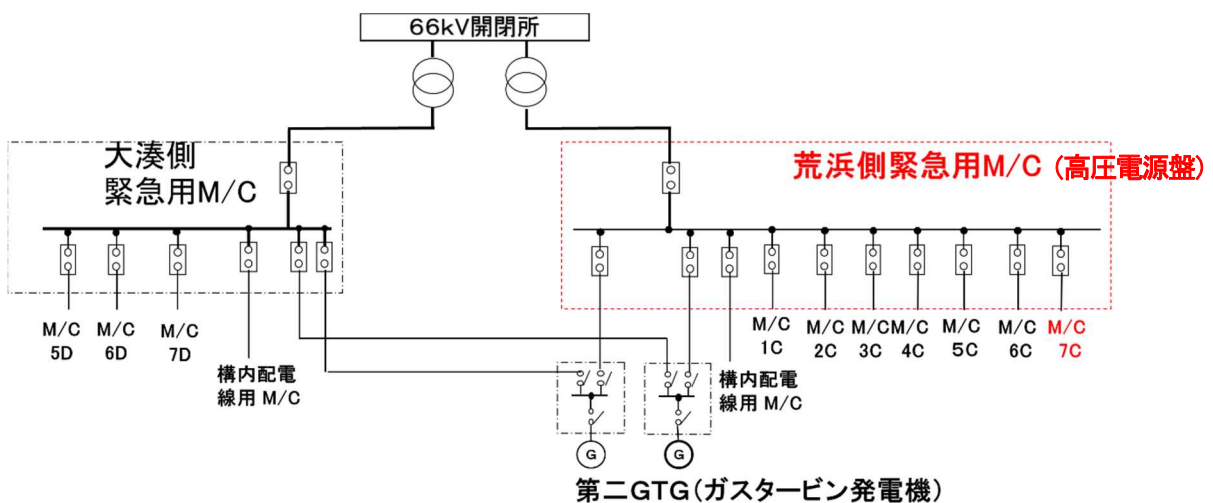 66kV開閉所
大湊側
緊急用M/C
荒浜側緊急用M/C（高圧電源盤）
M/C
5D
M/C
6D
M/C
7D
構内配電
線用 M/C
構内配電
線用 M/C
M/C
1C
M/C
2C
M/C
3C
M/C
4C
M/C
5C
M/C
6C
M/C
7C
G
G
第二GTG（ガスタービン発電機）